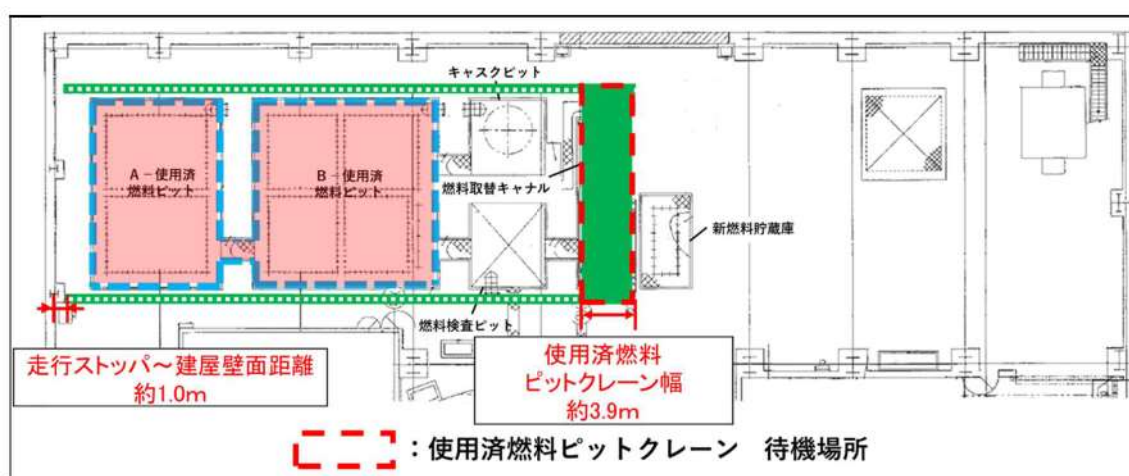 キャスクピット
A-使用済
燃料ピット
B-使用済
燃料ピット
燃料取替キャナル
新燃料貯蔵庫
燃料検査ピット
走行ストッパ～建屋壁面距離
約1.0m
使用済燃料
ピットクレーン幅
約3.9m
：使用済燃料ピットクレーン　待機場所